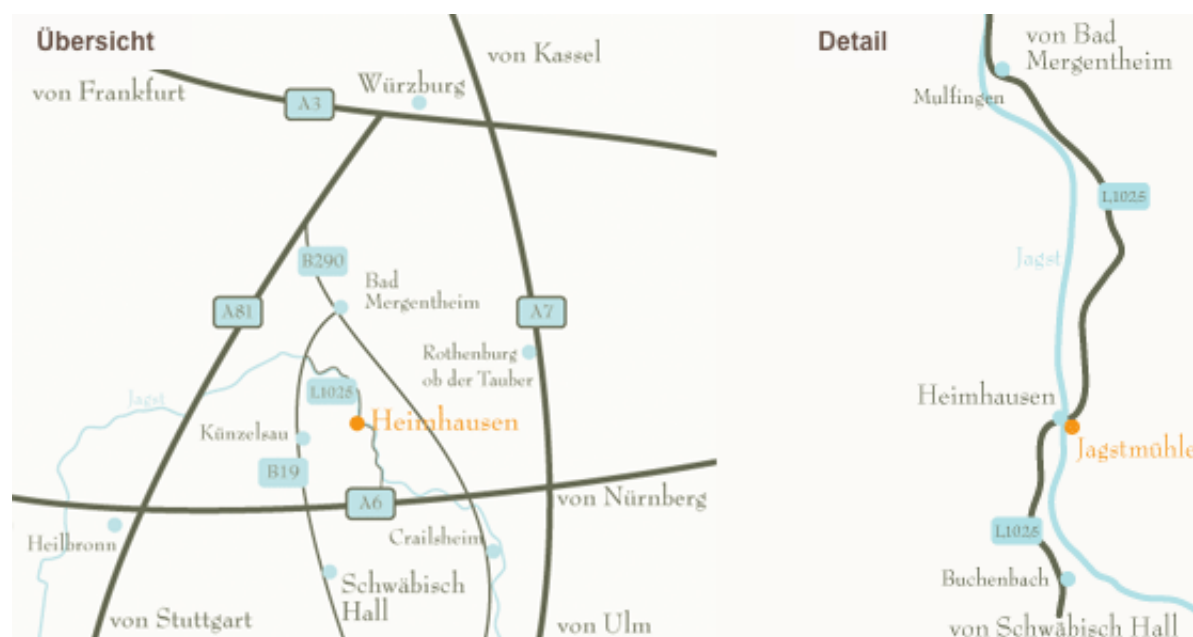 Übersicht
von Kassel
von Frankfurt
Würzburg
A3
B290
Bad
Mergentheim
A81
A7
Rothenburg
ob der Tauber
L1025
Jagst
Heimhausen
Künzelsau
B19
A6
von Nürnberg
Heilbronn
Crailsheim
Schwäbisch
Hall
von Stuttgart
von Ulm
Detail
von Bad
Mergentheim
Mulfingen
L1025
Jagst
Heimhausen
Jagstmühle
L1025
Buchenbach
von Schwäbisch Hall